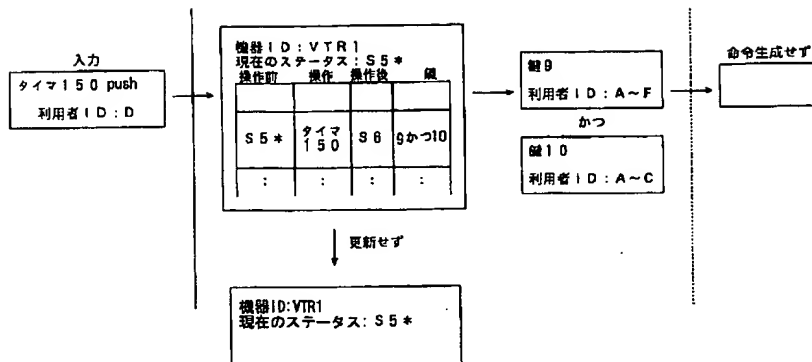 入力
タイマ150 push
利用者ID:D
機器ID:VTR1
現在のステータス:S5*
操作前 操作 操作後 鍵
S5* タイマ150 S6 9かつ10
: : : :
更新せず
機器ID:VTR1
現在のステータス:S5*
鍵9
利用者ID:A~F
かつ
鍵10
利用者ID:A~C
命令生成せず